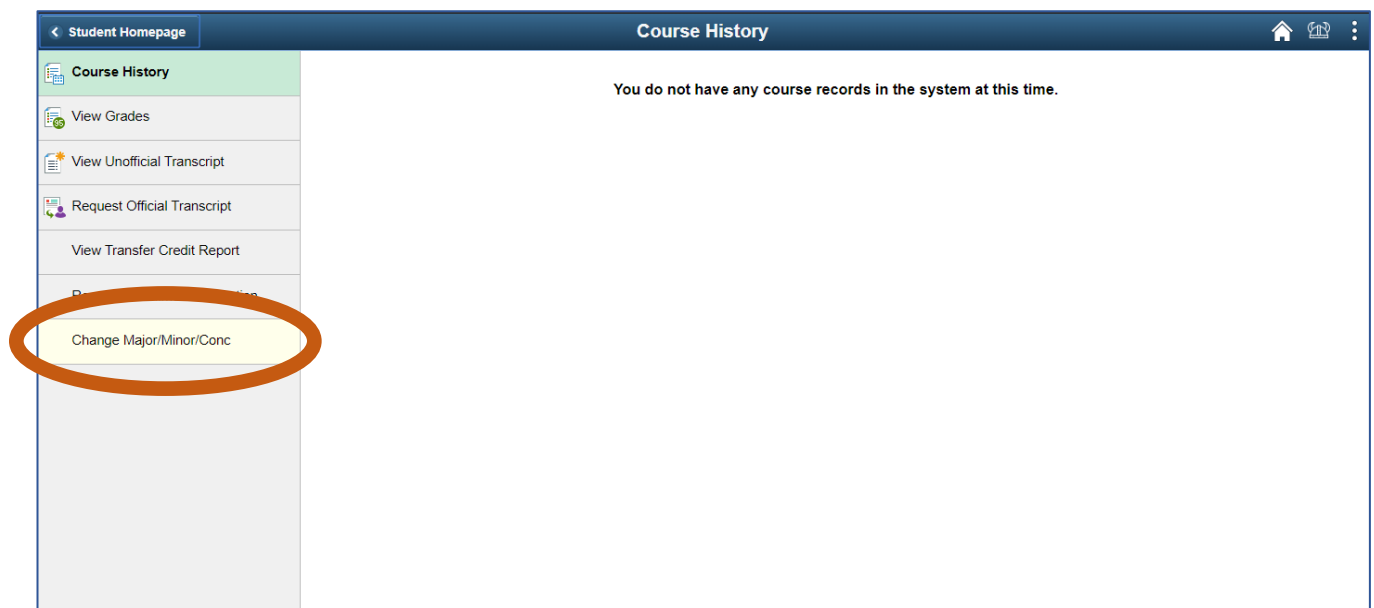 Student Homepage
Course History
Course History
You do not have any course records in the system at this time.
View Grades
95
View Unofficial Transcript
Request Official Transcript
View Transfer Credit Report
Change Major/Minor/Conc